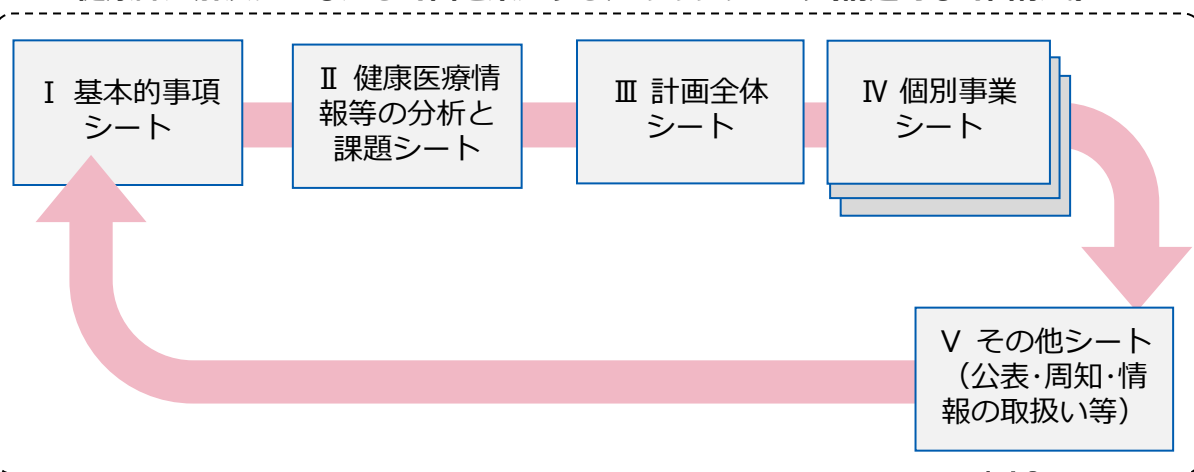 Ⅰ 基本的事項
シート
Ⅱ 健康医療情
報等の分析と
課題シート
Ⅲ 計画全体
シート
Ⅳ 個別事業
シート
Ⅴ その他シート
（公表・周知・情
報の取扱い等）